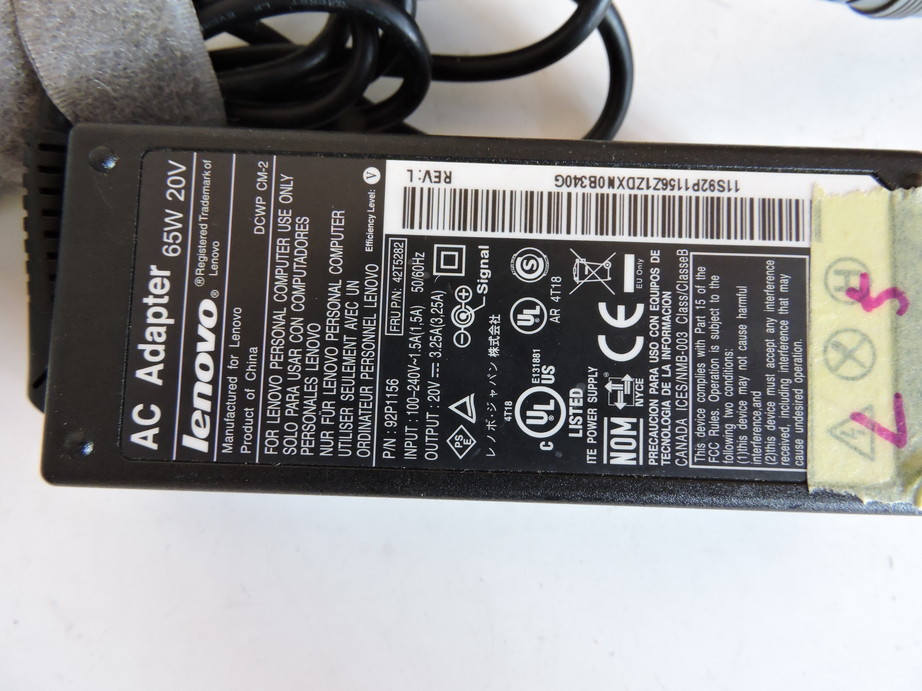 AC Adapter 65W 20V
lenovo® ®Registered Trademark of Lenovo
Manufactured for Lenovo
Product of China
DCWP CM-2
FOR LENOVO PERSONAL COMPUTER USE ONLY
SOLO PARA USAR CON COMPUTADORES
PERSONALES LENOVO
NUR FÜR LENOVO PERSONAL COMPUTER
UTILISER SEULEMENT AVEC UN
ORDINATEUR PERSONNEL LENOVO
Efficiency Level: V
P/N : 92P1156
FRU P/N: 42T5282
INPUT : 100-240V~1.5A(1.5A) 50/60Hz
OUTPUT : 20V⎓3.25A(3.25A)
PS E
Signal
レノボ・ジャパン 株式会社
4T18
c UL US
E131881
LISTED
ITE POWER SUPPLY
UL
AR 4T18
S
NOM
NYCE
CE
EU Only
PRECAUCION PARA USO CON EQUIPOS DE
TECNOLOGIA DE LA INFORMACION
CANADA ICES/NMB-003 Class/ClasseB
This device complies with Part 15 of the
FCC Rules. Operation is subject to the
following two conditions:
(1)this device may not cause harmful
interference,and
(2)this device must accept any interference
received, including interference that may
cause undesired operation.
REV: L
11S92P1156Z1ZDXN0B340G